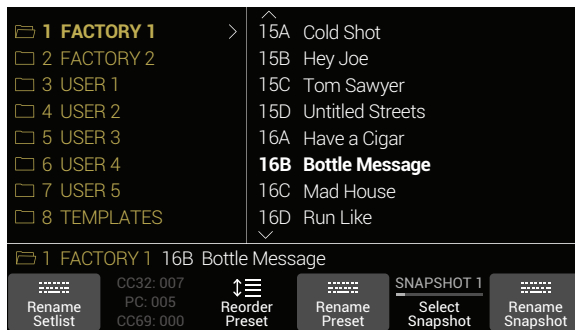 1 FACTORY 1
2 FACTORY 2
3 USER 1
4 USER 2
5 USER 3
6 USER 4
7 USER 5
8 TEMPLATES
15A Cold Shot
15B Hey Joe
15C Tom Sawyer
15D Untitled Streets
16A Have a Cigar
16B Bottle Message
16C Mad House
16D Run Like
1 FACTORY 1 16B Bottle Message
Rename
Setlist
CC32: 007
PC: 005
CC69: 000
Reorder
Preset
Rename
Preset
SNAPSHOT 1
Select
Snapshot
Rename
Snapshot